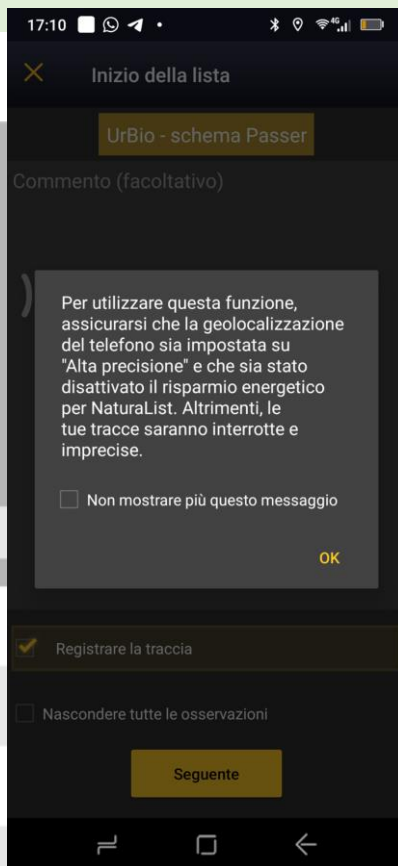 17:10
4G
Inizio della lista
UrBio - schema Passer
Commento (facoltativo)
Per utilizzare questa funzione,
assicurarsi che la geolocalizzazione
del telefono sia impostata su
"Alta precisione" e che sia stato
disattivato il risparmio energetico
per NaturaList. Altrimenti, le
tue tracce saranno interrotte e
imprecise.
Non mostrare più questo messaggio
OK
Registrare la traccia
Nascondere tutte le osservazioni
Seguente